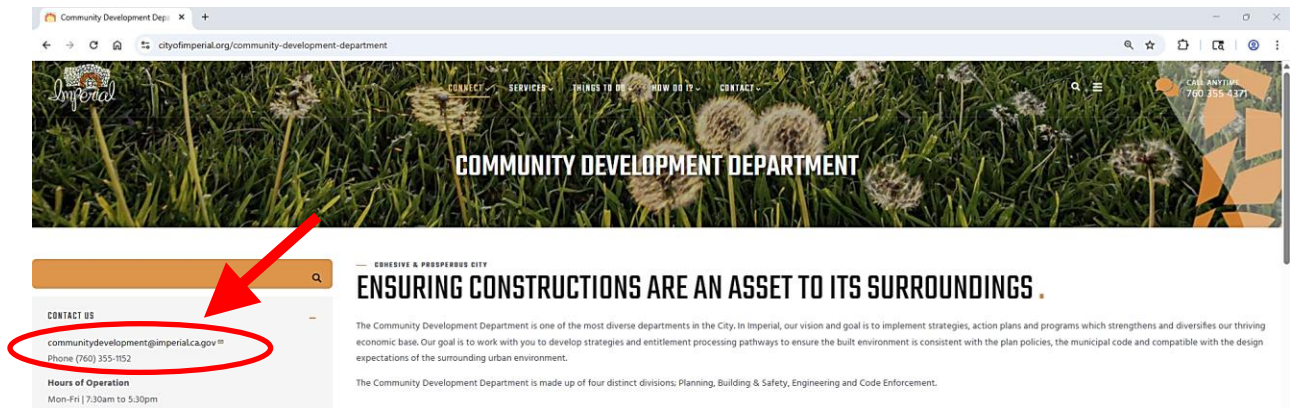 Community Development Depa
cityofimperial.org/community-development-department
Imperial
CONNECT
SERVICES
THINGS TO DO
HOW DO I?
CONTACT
CALL ANYTIME
760 355 4371
COMMUNITY DEVELOPMENT DEPARTMENT
COHESIVE & PROSPEROUS CITY
ENSURING CONSTRUCTIONS ARE AN ASSET TO ITS SURROUNDINGS .
CONTACT US
communitydevelopment@imperial.ca.gov
Phone (760) 355-1152
Hours of Operation
Mon-Fri | 7:30am to 5:30pm
The Community Development Department is one of the most diverse departments in the City. In Imperial, our vision and goal is to implement strategies, action plans and programs which strengthens and diversifies our thriving
economic base. Our goal is to work with you to develop strategies and entitlement processing pathways to ensure the built environment is consistent with the plan policies, the municipal code and compatible with the design
expectations of the surrounding urban environment.
The Community Development Department is made up of four distinct divisions; Planning, Building & Safety, Engineering and Code Enforcement.